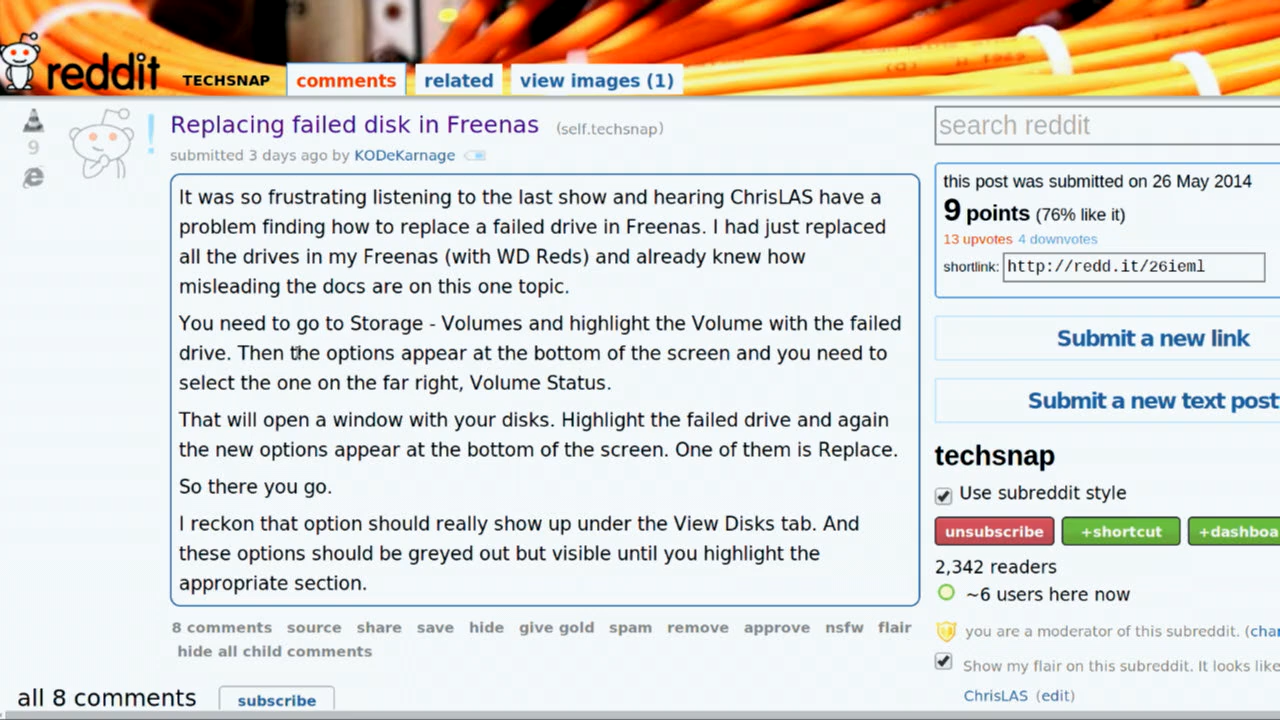 reddit TECHSNAP comments related view images (1)
Replacing failed disk in Freenas (self.techsnap)
submitted 3 days ago by KODeKarnage
9
It was so frustrating listening to the last show and hearing ChrisLAS have a
problem finding how to replace a failed drive in Freenas. I had just replaced
all the drives in my Freenas (with WD Reds) and already knew how
misleading the docs are on this one topic.
You need to go to Storage - Volumes and highlight the Volume with the failed
drive. Then the options appear at the bottom of the screen and you need to
select the one on the far right, Volume Status.
That will open a window with your disks. Highlight the failed drive and again
the new options appear at the bottom of the screen. One of them is Replace.
So there you go.
I reckon that option should really show up under the View Disks tab. And
these options should be greyed out but visible until you highlight the
appropriate section.
8 comments source share save hide give gold spam remove approve nsfw flair
hide all child comments
all 8 comments subscribe
search reddit
this post was submitted on 26 May 2014
9 points (76% like it)
13 upvotes 4 downvotes
shortlink: http://redd.it/26ieml
Submit a new link
Submit a new text post
techsnap
Use subreddit style
unsubscribe +shortcut +dashboa
2,342 readers
~6 users here now
you are a moderator of this subreddit. (char
Show my flair on this subreddit. It looks like
ChrisLAS (edit)